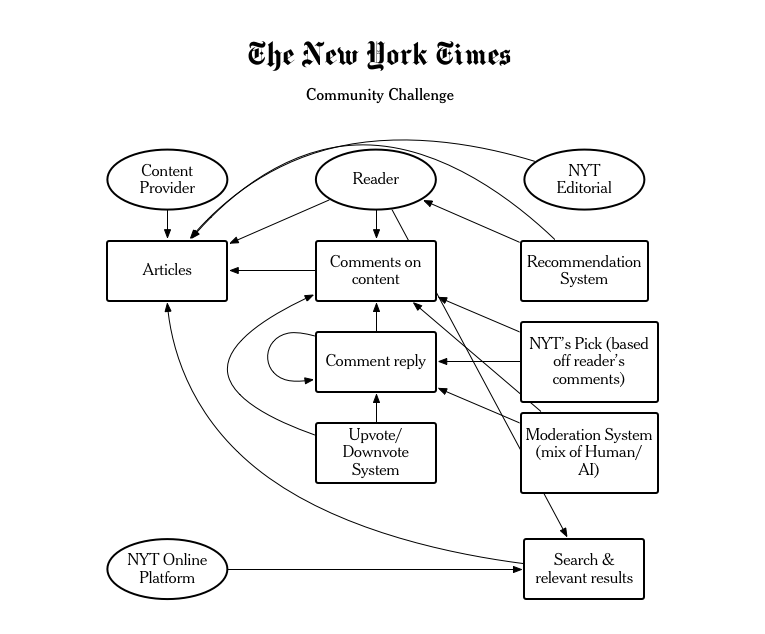 The New York Times
Community Challenge
Content
Provider
Reader
NYT
Editorial
Articles
Comments on
content
Recommendation
System
Comment reply
NYT's Pick (based
off reader's
comments)
Upvote/
Downvote
System
Moderation System
(mix of Human/
AI)
NYT Online
Platform
Search &
relevant results